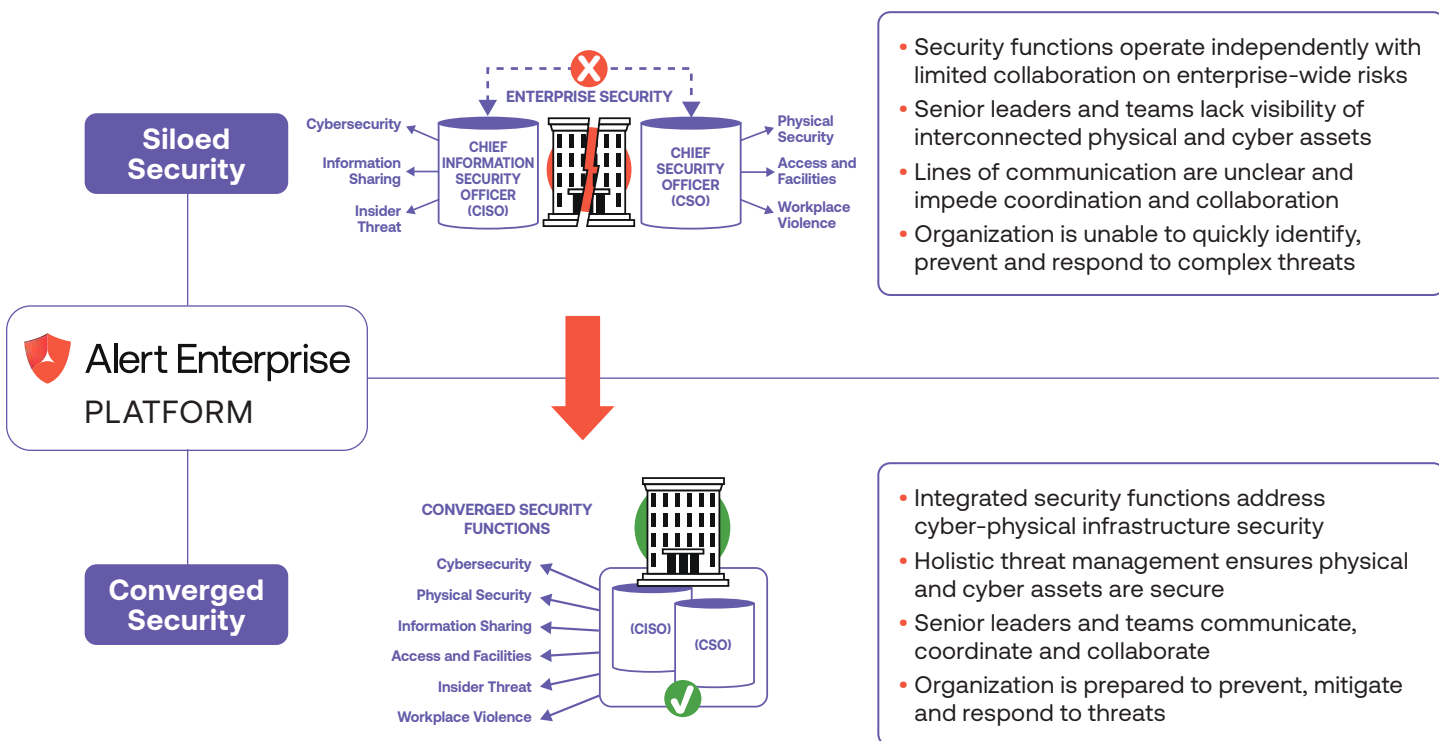 Siloed
Security
ENTERPRISE SECURITY
Cybersecurity
Information
Sharing
Insider
Threat
CHIEF
INFORMATION
SECURITY
OFFICER
(CISO)
CHIEF
SECURITY
OFFICER
(CSO)
Physical
Security
Access and
Facilities
Workplace
Violence
• Security functions operate independently with
limited collaboration on enterprise-wide risks
• Senior leaders and teams lack visibility of
interconnected physical and cyber assets
• Lines of communication are unclear and
impede coordination and collaboration
• Organization is unable to quickly identify,
prevent and respond to complex threats
Alert Enterprise
PLATFORM
Converged
Security
CONVERGED SECURITY
FUNCTIONS
Cybersecurity
Physical Security
Information Sharing
Access and Facilities
Insider Threat
Workplace Violence
(CISO)
(CSO)
• Integrated security functions address
cyber-physical infrastructure security
• Holistic threat management ensures physical
and cyber assets are secure
• Senior leaders and teams communicate,
coordinate and collaborate
• Organization is prepared to prevent, mitigate
and respond to threats